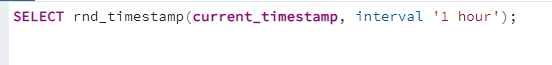 SELECT rnd_timestamp(current_timestamp, interval '1 hour');